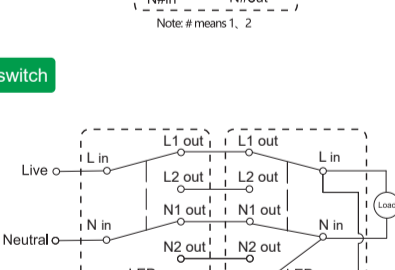 Note: # means 1、2
switch
L1 out L1 out
L in L in
Live
L2 out L2 out
Load
N1 out N1 out
N in N in
Neutral
N2 out N2 out